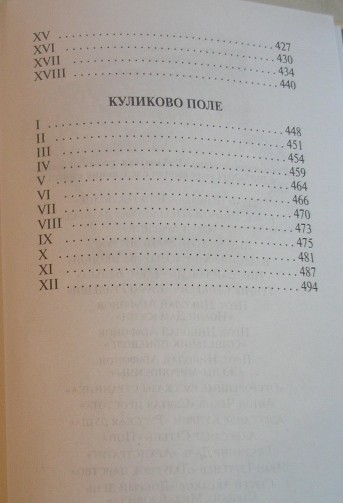 XV . . . . . . . . . . . . . . . . . . . . . . . . . . . . 427
XVI . . . . . . . . . . . . . . . . . . . . . . . . . . . . 430
XVII . . . . . . . . . . . . . . . . . . . . . . . . . . . . 434
XVIII . . . . . . . . . . . . . . . . . . . . . . . . . . . . 440
КУЛИКОВО ПОЛЕ
I . . . . . . . . . . . . . . . . . . . . . . . . . . . . 448
II . . . . . . . . . . . . . . . . . . . . . . . . . . . . 451
III . . . . . . . . . . . . . . . . . . . . . . . . . . . . 454
IV . . . . . . . . . . . . . . . . . . . . . . . . . . . . 459
V . . . . . . . . . . . . . . . . . . . . . . . . . . . . 464
VI . . . . . . . . . . . . . . . . . . . . . . . . . . . . 466
VII . . . . . . . . . . . . . . . . . . . . . . . . . . . . 470
VIII . . . . . . . . . . . . . . . . . . . . . . . . . . . . 473
IX . . . . . . . . . . . . . . . . . . . . . . . . . . . . 475
X . . . . . . . . . . . . . . . . . . . . . . . . . . . . 481
XI . . . . . . . . . . . . . . . . . . . . . . . . . . . . 487
XII . . . . . . . . . . . . . . . . . . . . . . . . . . . . 494